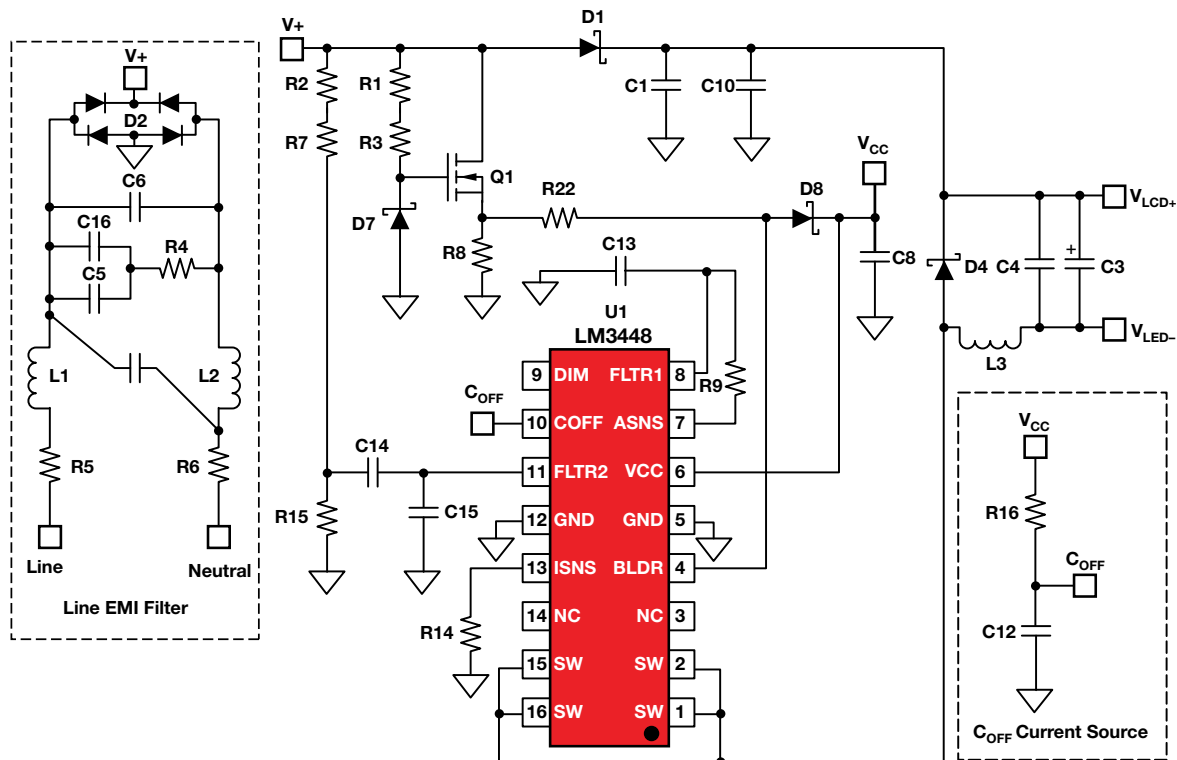 V+
D2
C6
C16
R4
C5
L1
L2
R5
R6
Line
Neutral
Line EMI Filter
V+
D1
R2
R1
C1
C10
R7
R3
Q1
VCC
R22
D8
D7
R8
C13
C8
VLCD+
D4
C4
+
C3
VLED–
L3
U1
LM3448
9
DIM
FLTR1
8
R9
COFF
10
COFF
ASNS
7
C14
11
FLTR2
VCC
6
R15
C15
12
GND
GND
5
13
ISNS
BLDR
4
14
NC
NC
3
R14
15
SW
SW
2
16
SW
SW
1
VCC
R16
COFF
C12
COFF Current Source